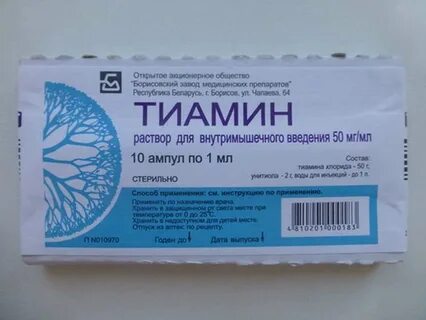 Открытое акционерное общество
"Борисовский завод медицинских препаратов"
Республика Беларусь, г. Борисов, ул. Чапаева, 64
ТИАМИН
раствор для внутримышечного введения 50 мг/мл
10 ампул по 1 мл
Состав:
тиамина хлорида - 50 г,
унитиола - 2 г, воды для инъекций - до 1 л.
СТЕРИЛЬНО
Способ применения: см. инструкцию по применению.
Применять по назначению врача.
Хранить в защищенном от света месте при
температуре от 0 до 25°С.
Хранить в недоступном для детей месте.
Отпуск из аптек по рецепту.
П N010970
Годен до
Дата выпуска
4 810201 000183